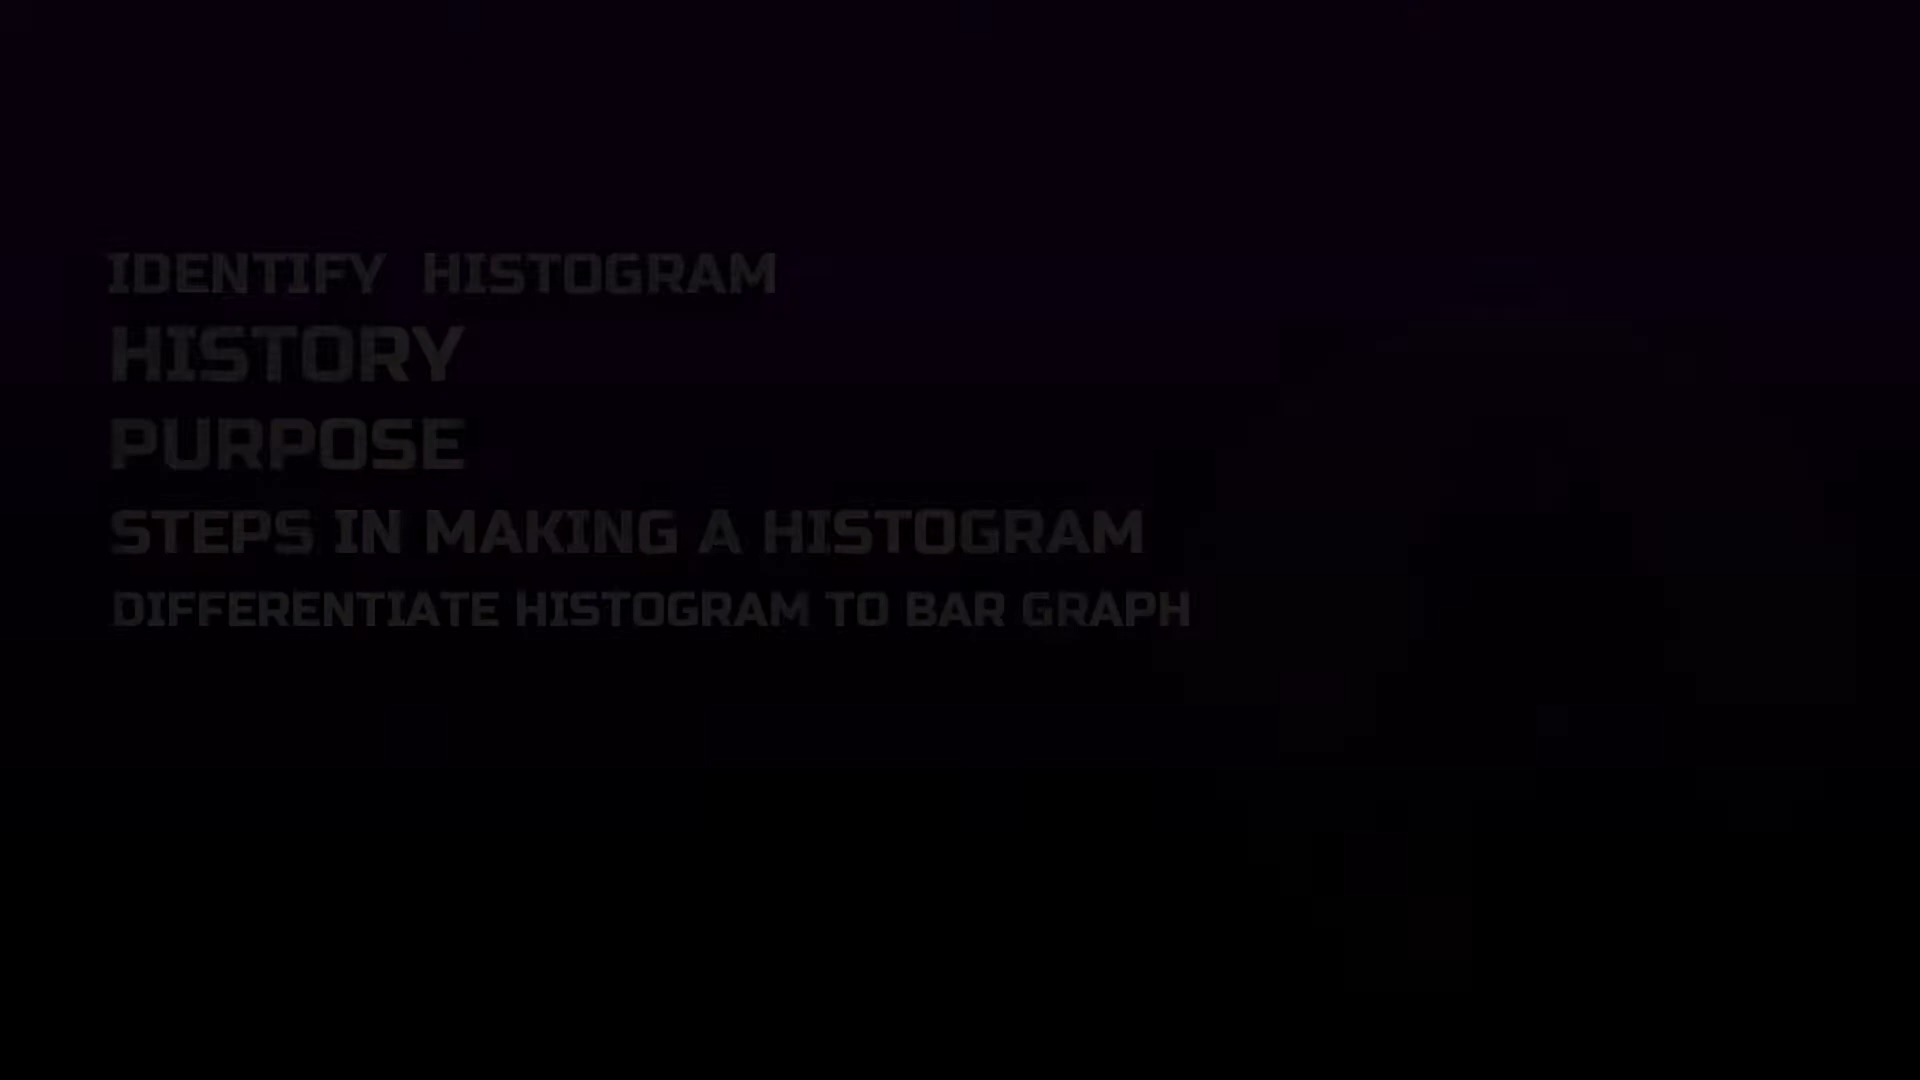 IDENTIFY HISTOGRAM
HISTORY
PURPOSE
STEPS IN MAKING A HISTOGRAM
DIFFERENTIATE HISTOGRAM TO BAR GRAPH